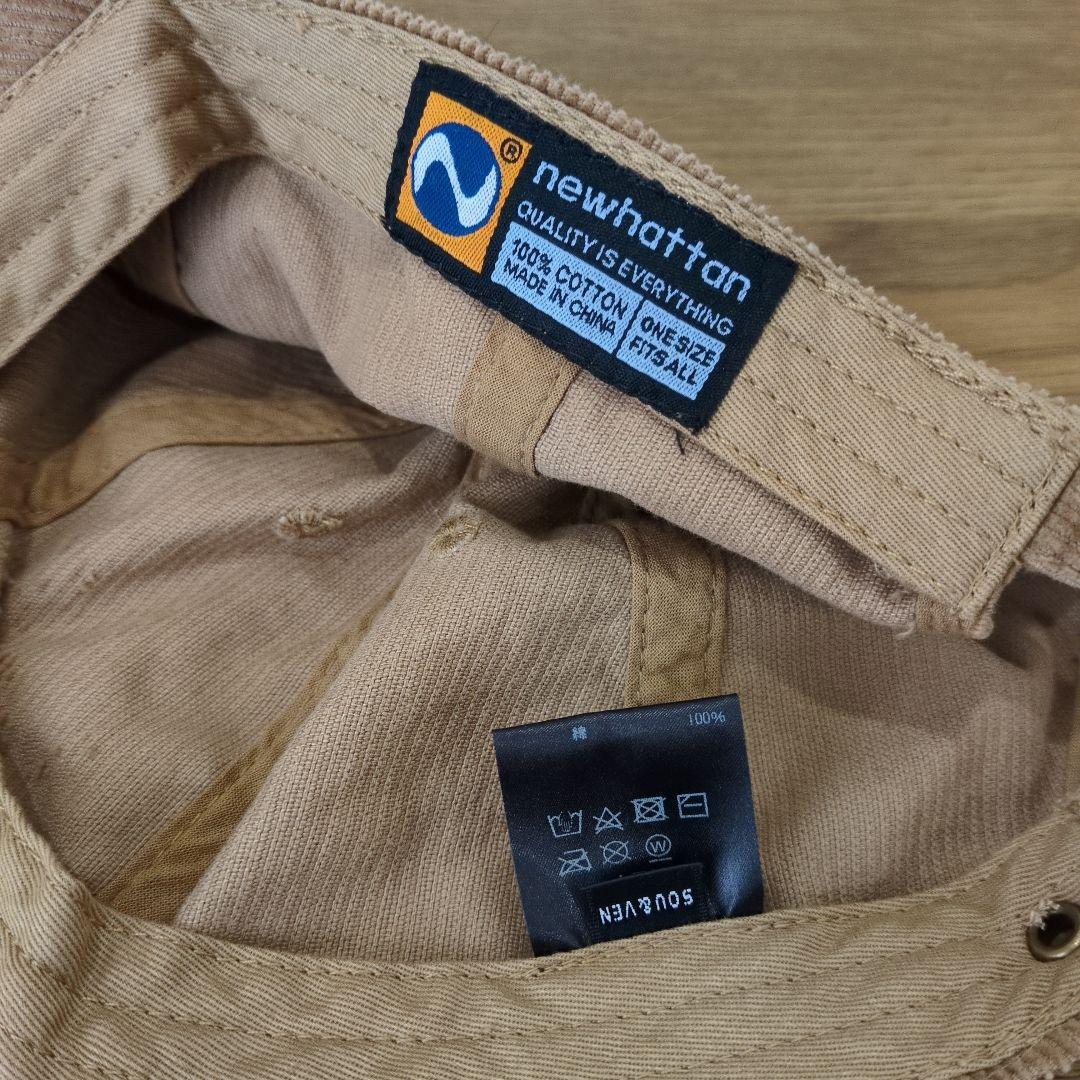 newhattan
®
QUALITY IS EVERYTHING
100% COTTON
MADE IN CHINA
ONE SIZE
FITS ALL
綿 100%
W
SOU&VEN